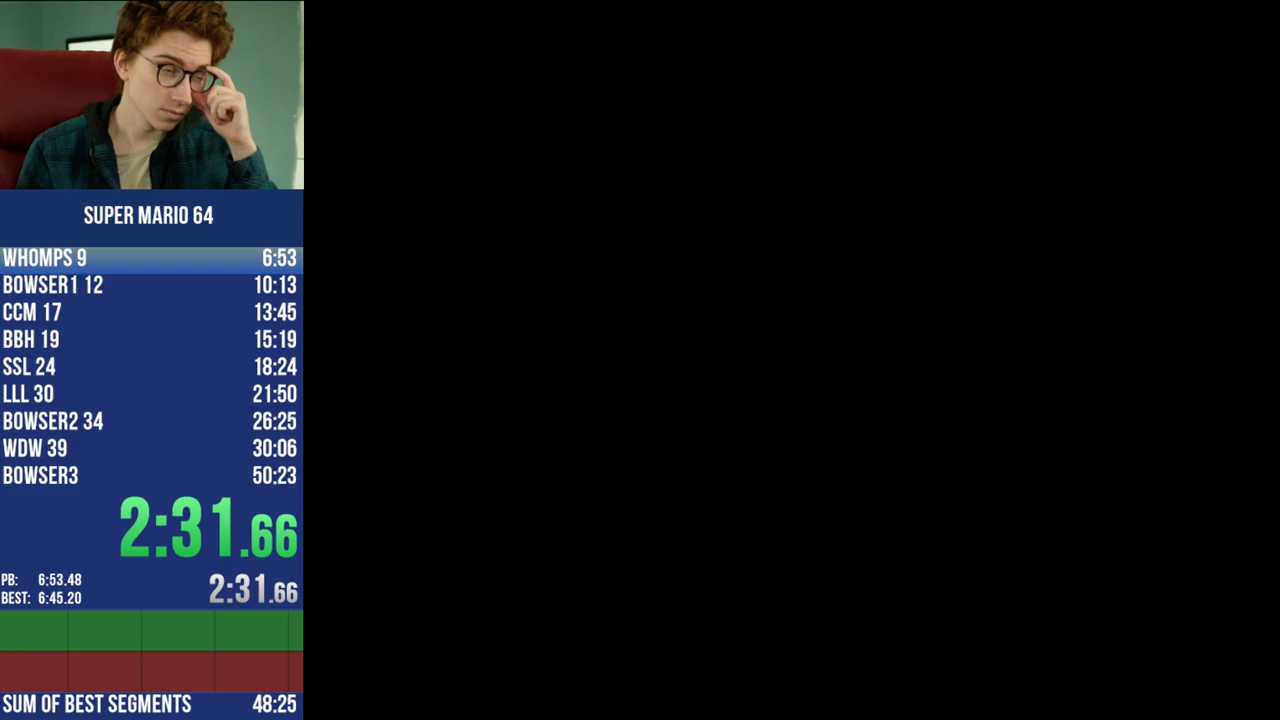 SUPER MARIO 64
WHOMPS 9 6:53
BOWSER1 12 10:13
CCM 17 13:45
BBH 19 15:19
SSL 24 18:24
LLL 30 21:50
BOWSER2 34 26:25
WDW 39 30:06
BOWSER3 50:23
2:31.66
PB: 6:53.48
BEST: 6:45.20
2:31.66
SUM OF BEST SEGMENTS 48:25